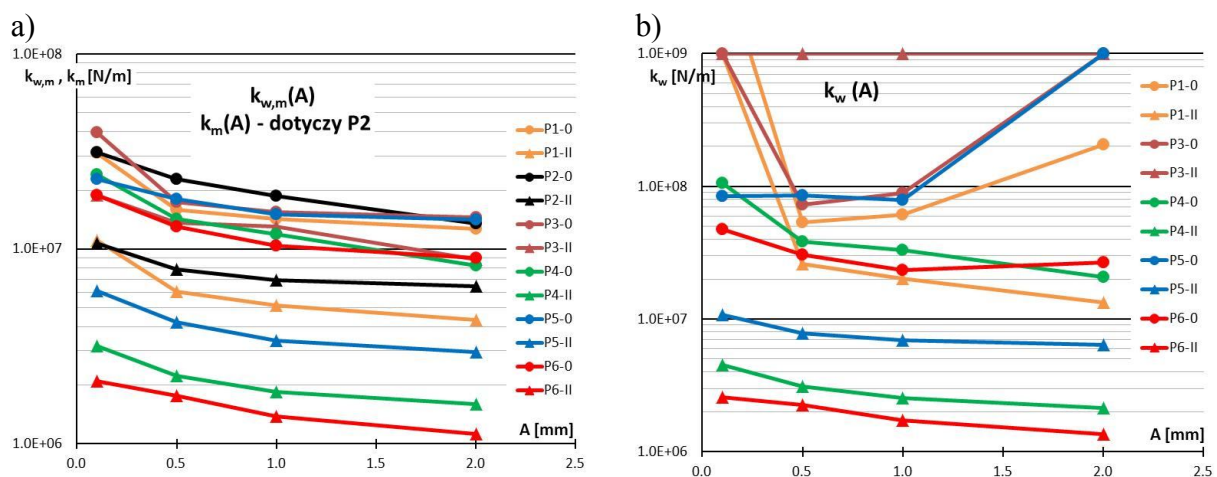 a)
1.0E+08
k_w,m , k_m [N/m]
k_w,m(A)
k_m(A) - dotyczy P2
1.0E+07
1.0E+06
0.0 0.5 1.0 1.5 2.0 2.5
A [mm]
P1-0
P1-II
P2-0
P2-II
P3-0
P3-II
P4-0
P4-II
P5-0
P5-II
P6-0
P6-II
b)
1.0E+09
k_w [N/m]
k_w (A)
1.0E+08
1.0E+07
1.0E+06
0.0 0.5 1.0 1.5 2.0 2.5
A [mm]
P1-0
P1-II
P3-0
P3-II
P4-0
P4-II
P5-0
P5-II
P6-0
P6-II